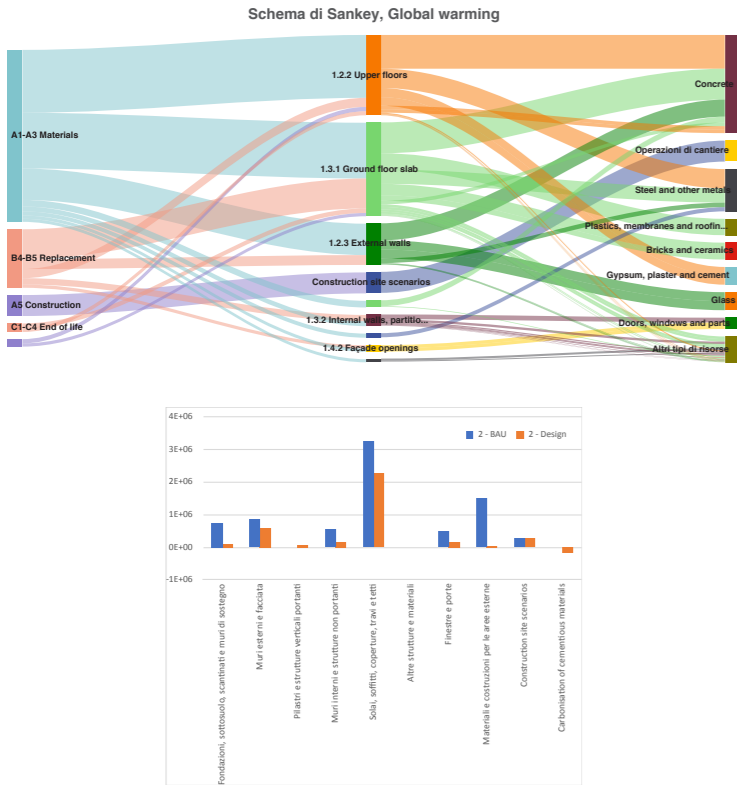 Schema di Sankey, Global warming
1.2.2 Upper floors
Concrete
A1-A3 Materials
Operazioni di cantiere
1.3.1 Ground floor slab
Steel and other metals
Plastics, membranes and roofin...
1.2.3 External walls
Bricks and ceramics
B4-B5 Replacement
Gypsum, plaster and cement
Construction site scenarios
Glass
A5 Construction
1.3.2 Internal walls, partitio...
Doors, windows and parts
C1-C4 End of life
1.4.2 Façade openings
Altri tipi di risorse
4E+06
2 - BAU
2 - Design
3E+06
2E+06
1E+06
0E+00
-1E+06
Fondazioni, sottosuolo, scantinati e muri di sostegno
Muri esterni e facciata
Pilastri e strutture verticali portanti
Muri interni e strutture non portanti
Solai, soffitti, coperture, travi e tetti
Altre strutture e materiali
Finestre e porte
Materiali e costruzioni per le aree esterne
Construction site scenarios
Carbonisation of cementious materials